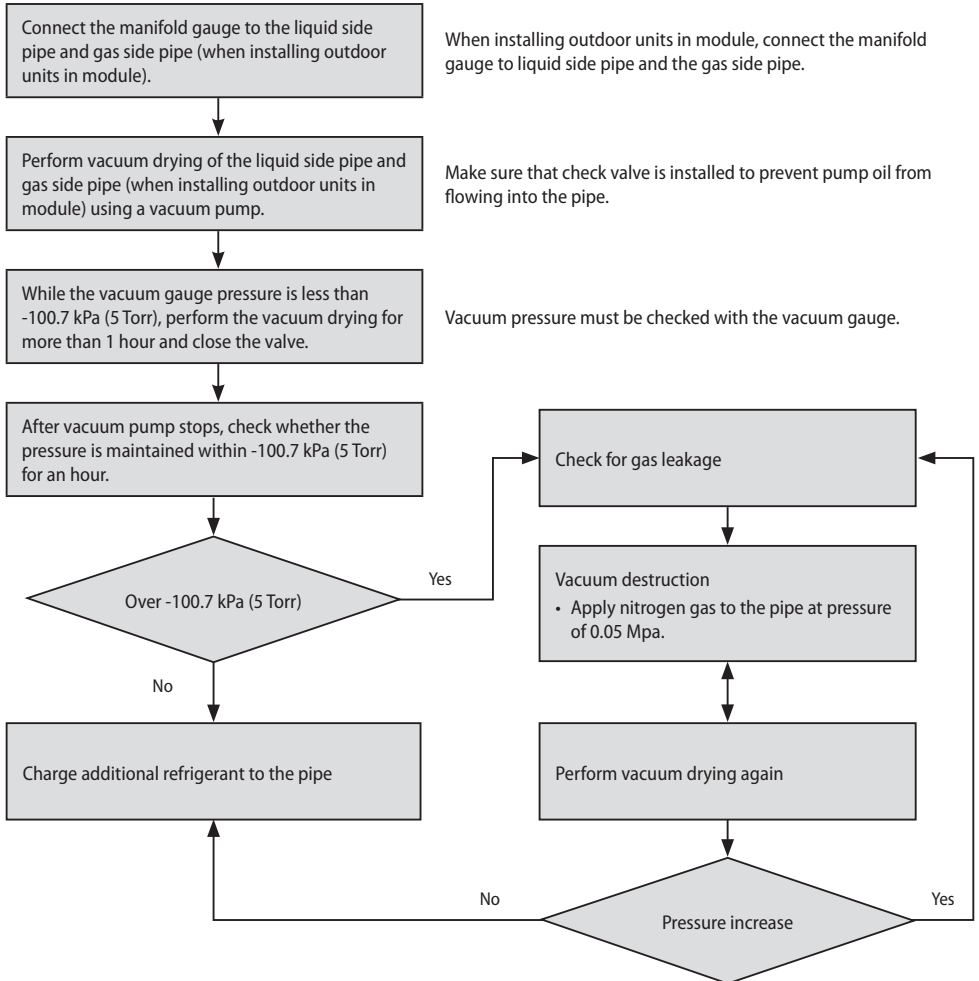 Connect the manifold gauge to the liquid side
pipe and gas side pipe (when installing outdoor
units in module).
When installing outdoor units in module, connect the manifold
gauge to liquid side pipe and the gas side pipe.
Perform vacuum drying of the liquid side pipe and
gas side pipe (when installing outdoor units in
module) using a vacuum pump.
Make sure that check valve is installed to prevent pump oil from
flowing into the pipe.
While the vacuum gauge pressure is less than
-100.7 kPa (5 Torr), perform the vacuum drying for
more than 1 hour and close the valve.
Vacuum pressure must be checked with the vacuum gauge.
After vacuum pump stops, check whether the
pressure is maintained within -100.7 kPa (5 Torr)
for an hour.
Check for gas leakage
Over -100.7 kPa (5 Torr)
Yes
No
Vacuum destruction
• Apply nitrogen gas to the pipe at pressure
of 0.05 Mpa.
Charge additional refrigerant to the pipe
Perform vacuum drying again
No
Pressure increase
Yes